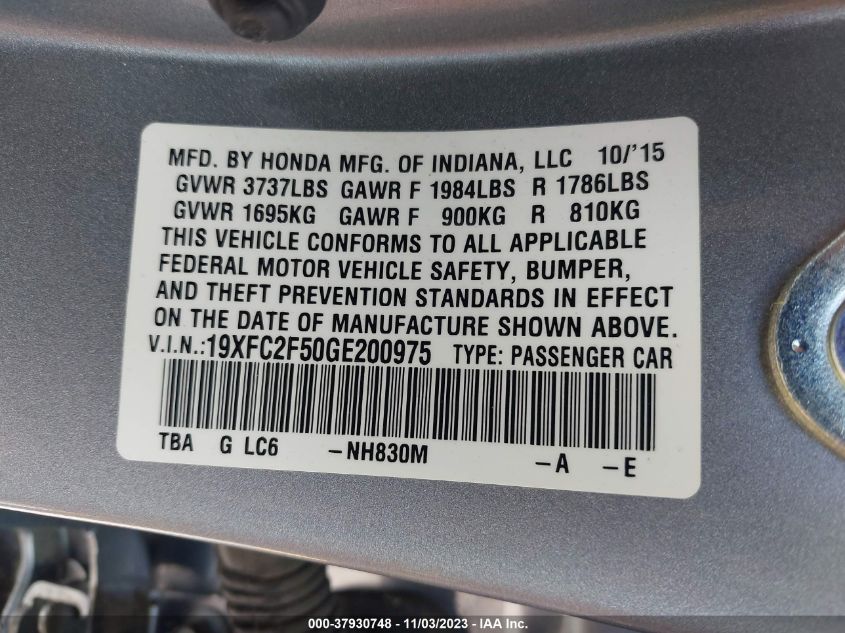 MFD. BY HONDA MFG. OF INDIANA, LLC 10/'15
GVWR 3737LBS GAWR F 1984LBS R 1786LBS
GVWR 1695KG GAWR F 900KG R 810KG
THIS VEHICLE CONFORMS TO ALL APPLICABLE
FEDERAL MOTOR VEHICLE SAFETY, BUMPER,
AND THEFT PREVENTION STANDARDS IN EFFECT
ON THE DATE OF MANUFACTURE SHOWN ABOVE.
V.I.N.:19XFC2F50GE200975 TYPE: PASSENGER CAR
TBA G LC6 -NH830M -A -E
000-37930748 - 11/03/2023 - IAA Inc.